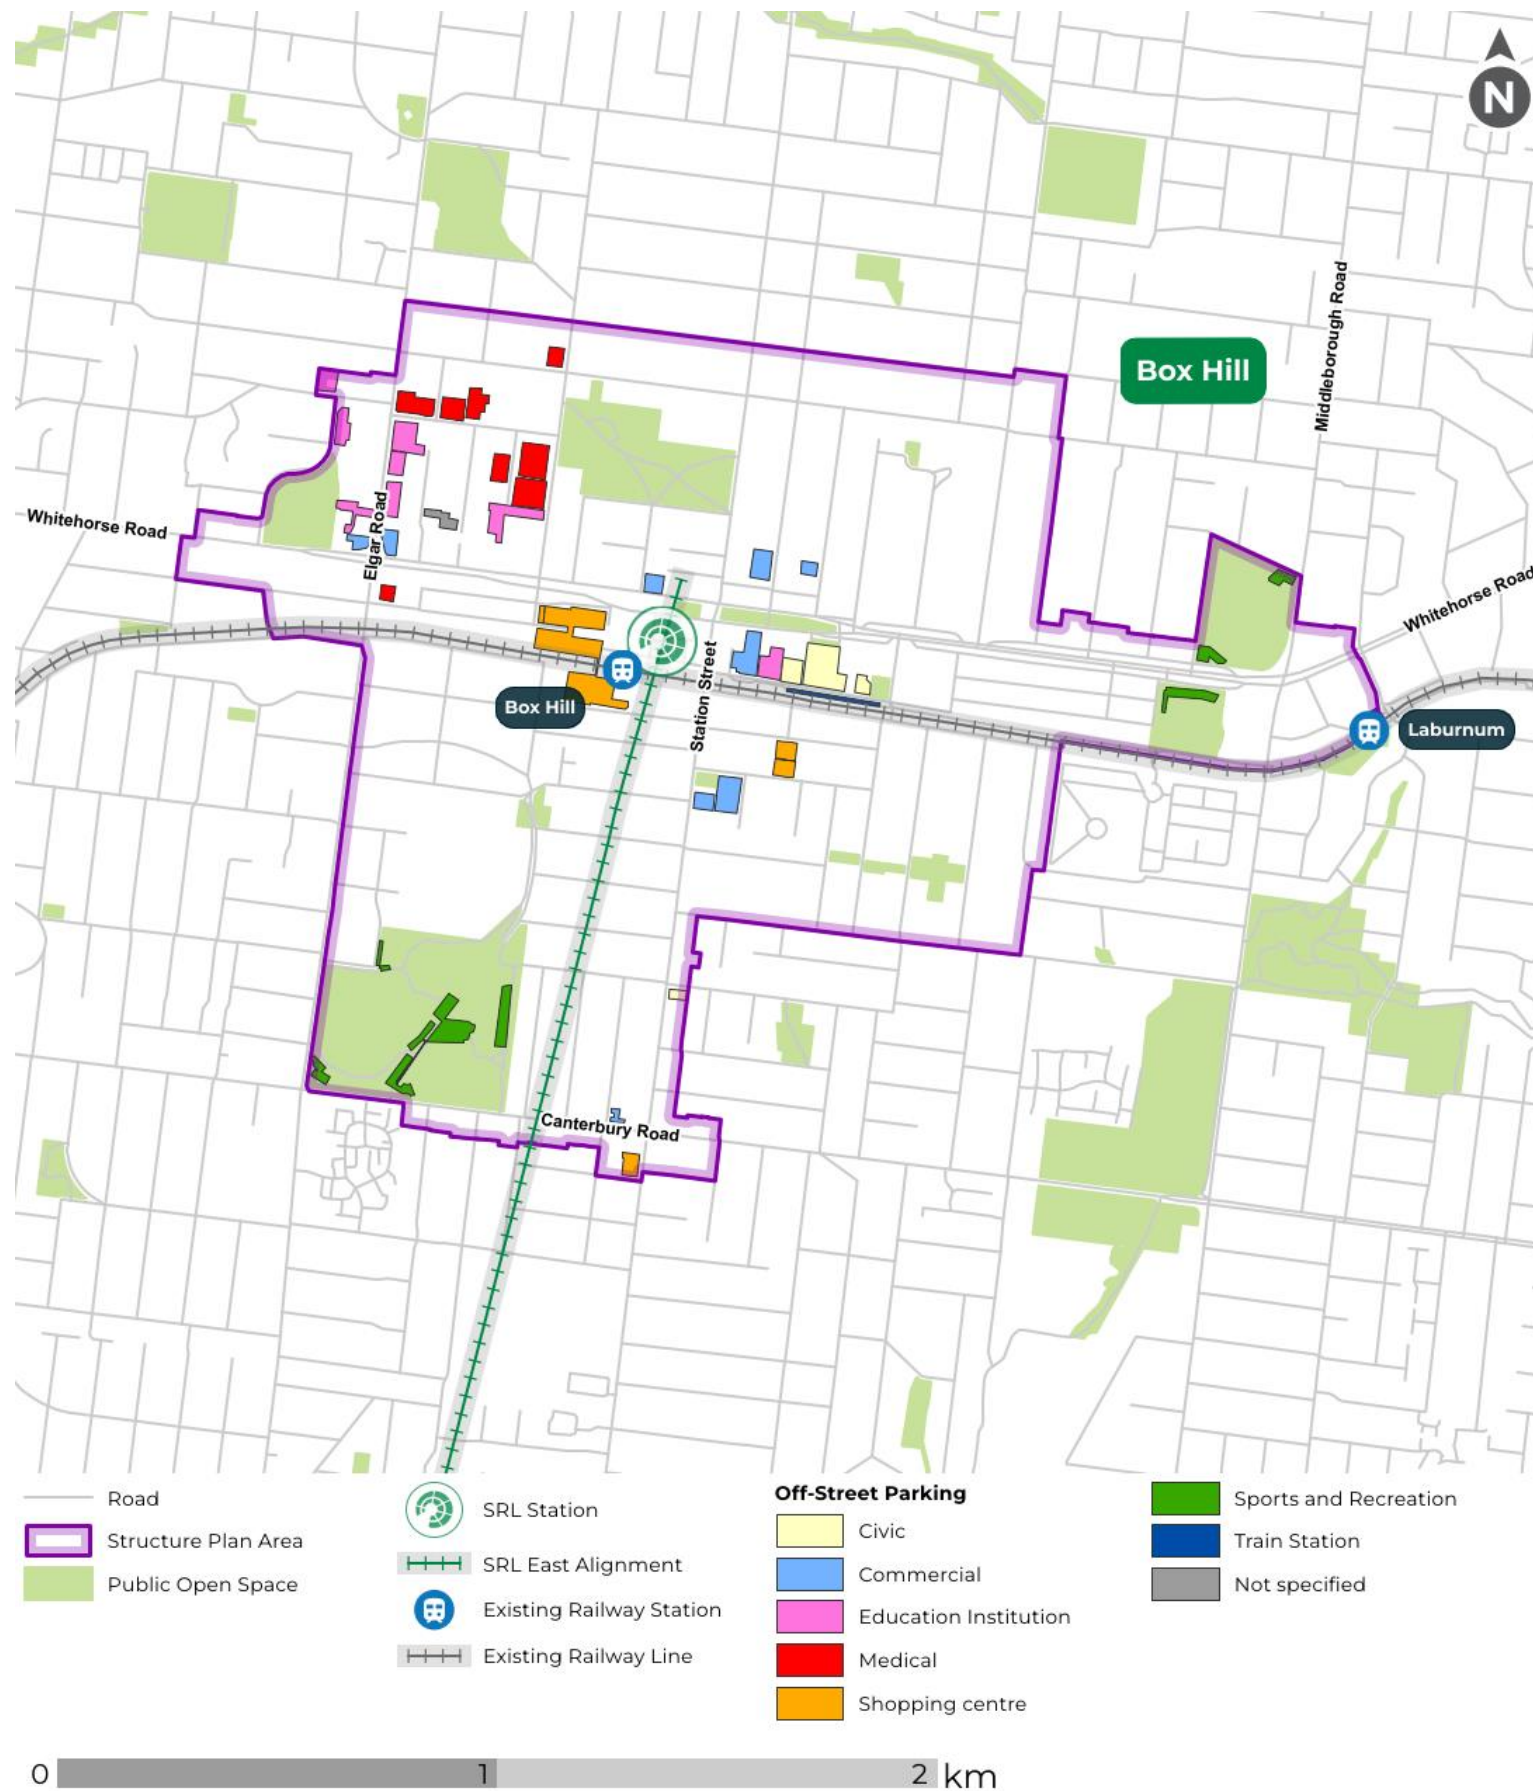 N
Middleborough Road
Box Hill
Whitehorse Road
Elgar Road
Whitehorse Road
Station Street
Box Hill
Laburnum
Canterbury Road
Road
Structure Plan Area
Public Open Space
SRL Station
SRL East Alignment
Existing Railway Station
Existing Railway Line
Off-Street Parking
Civic
Commercial
Education Institution
Medical
Shopping centre
Sports and Recreation
Train Station
Not specified
0 1 2 km